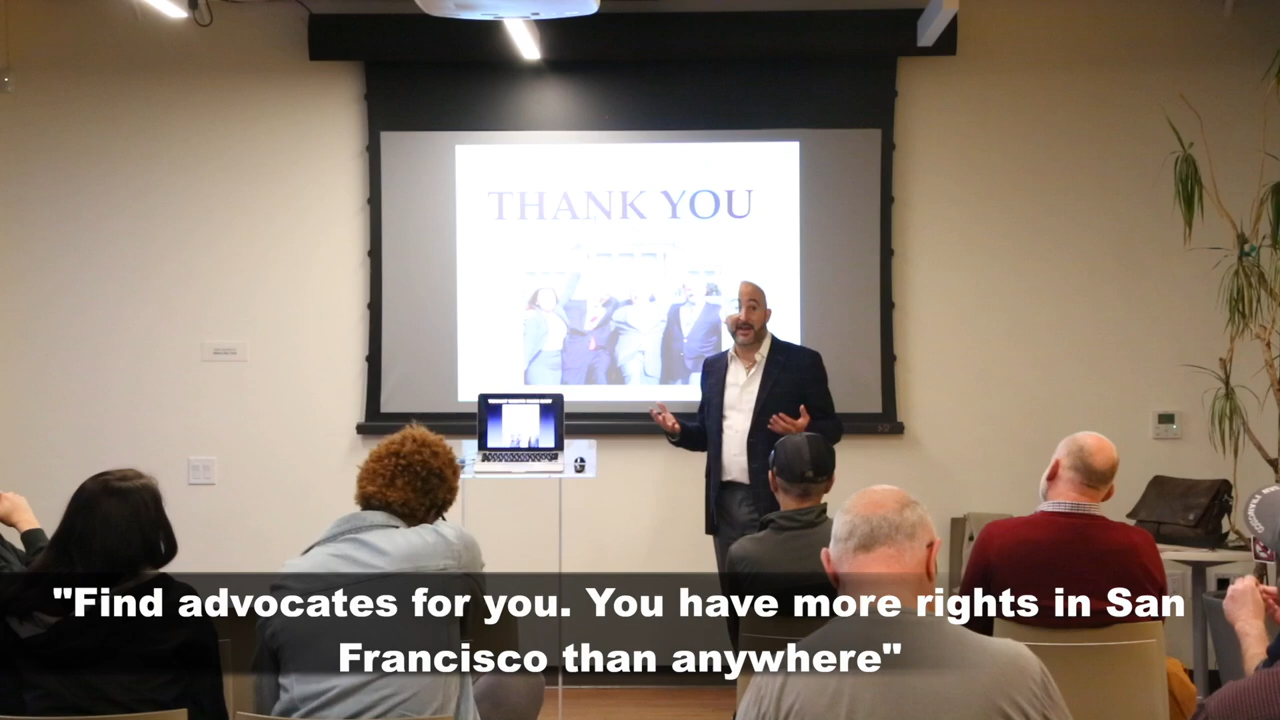 THANK YOU
"Find advocates for you. You have more rights in San
Francisco than anywhere"